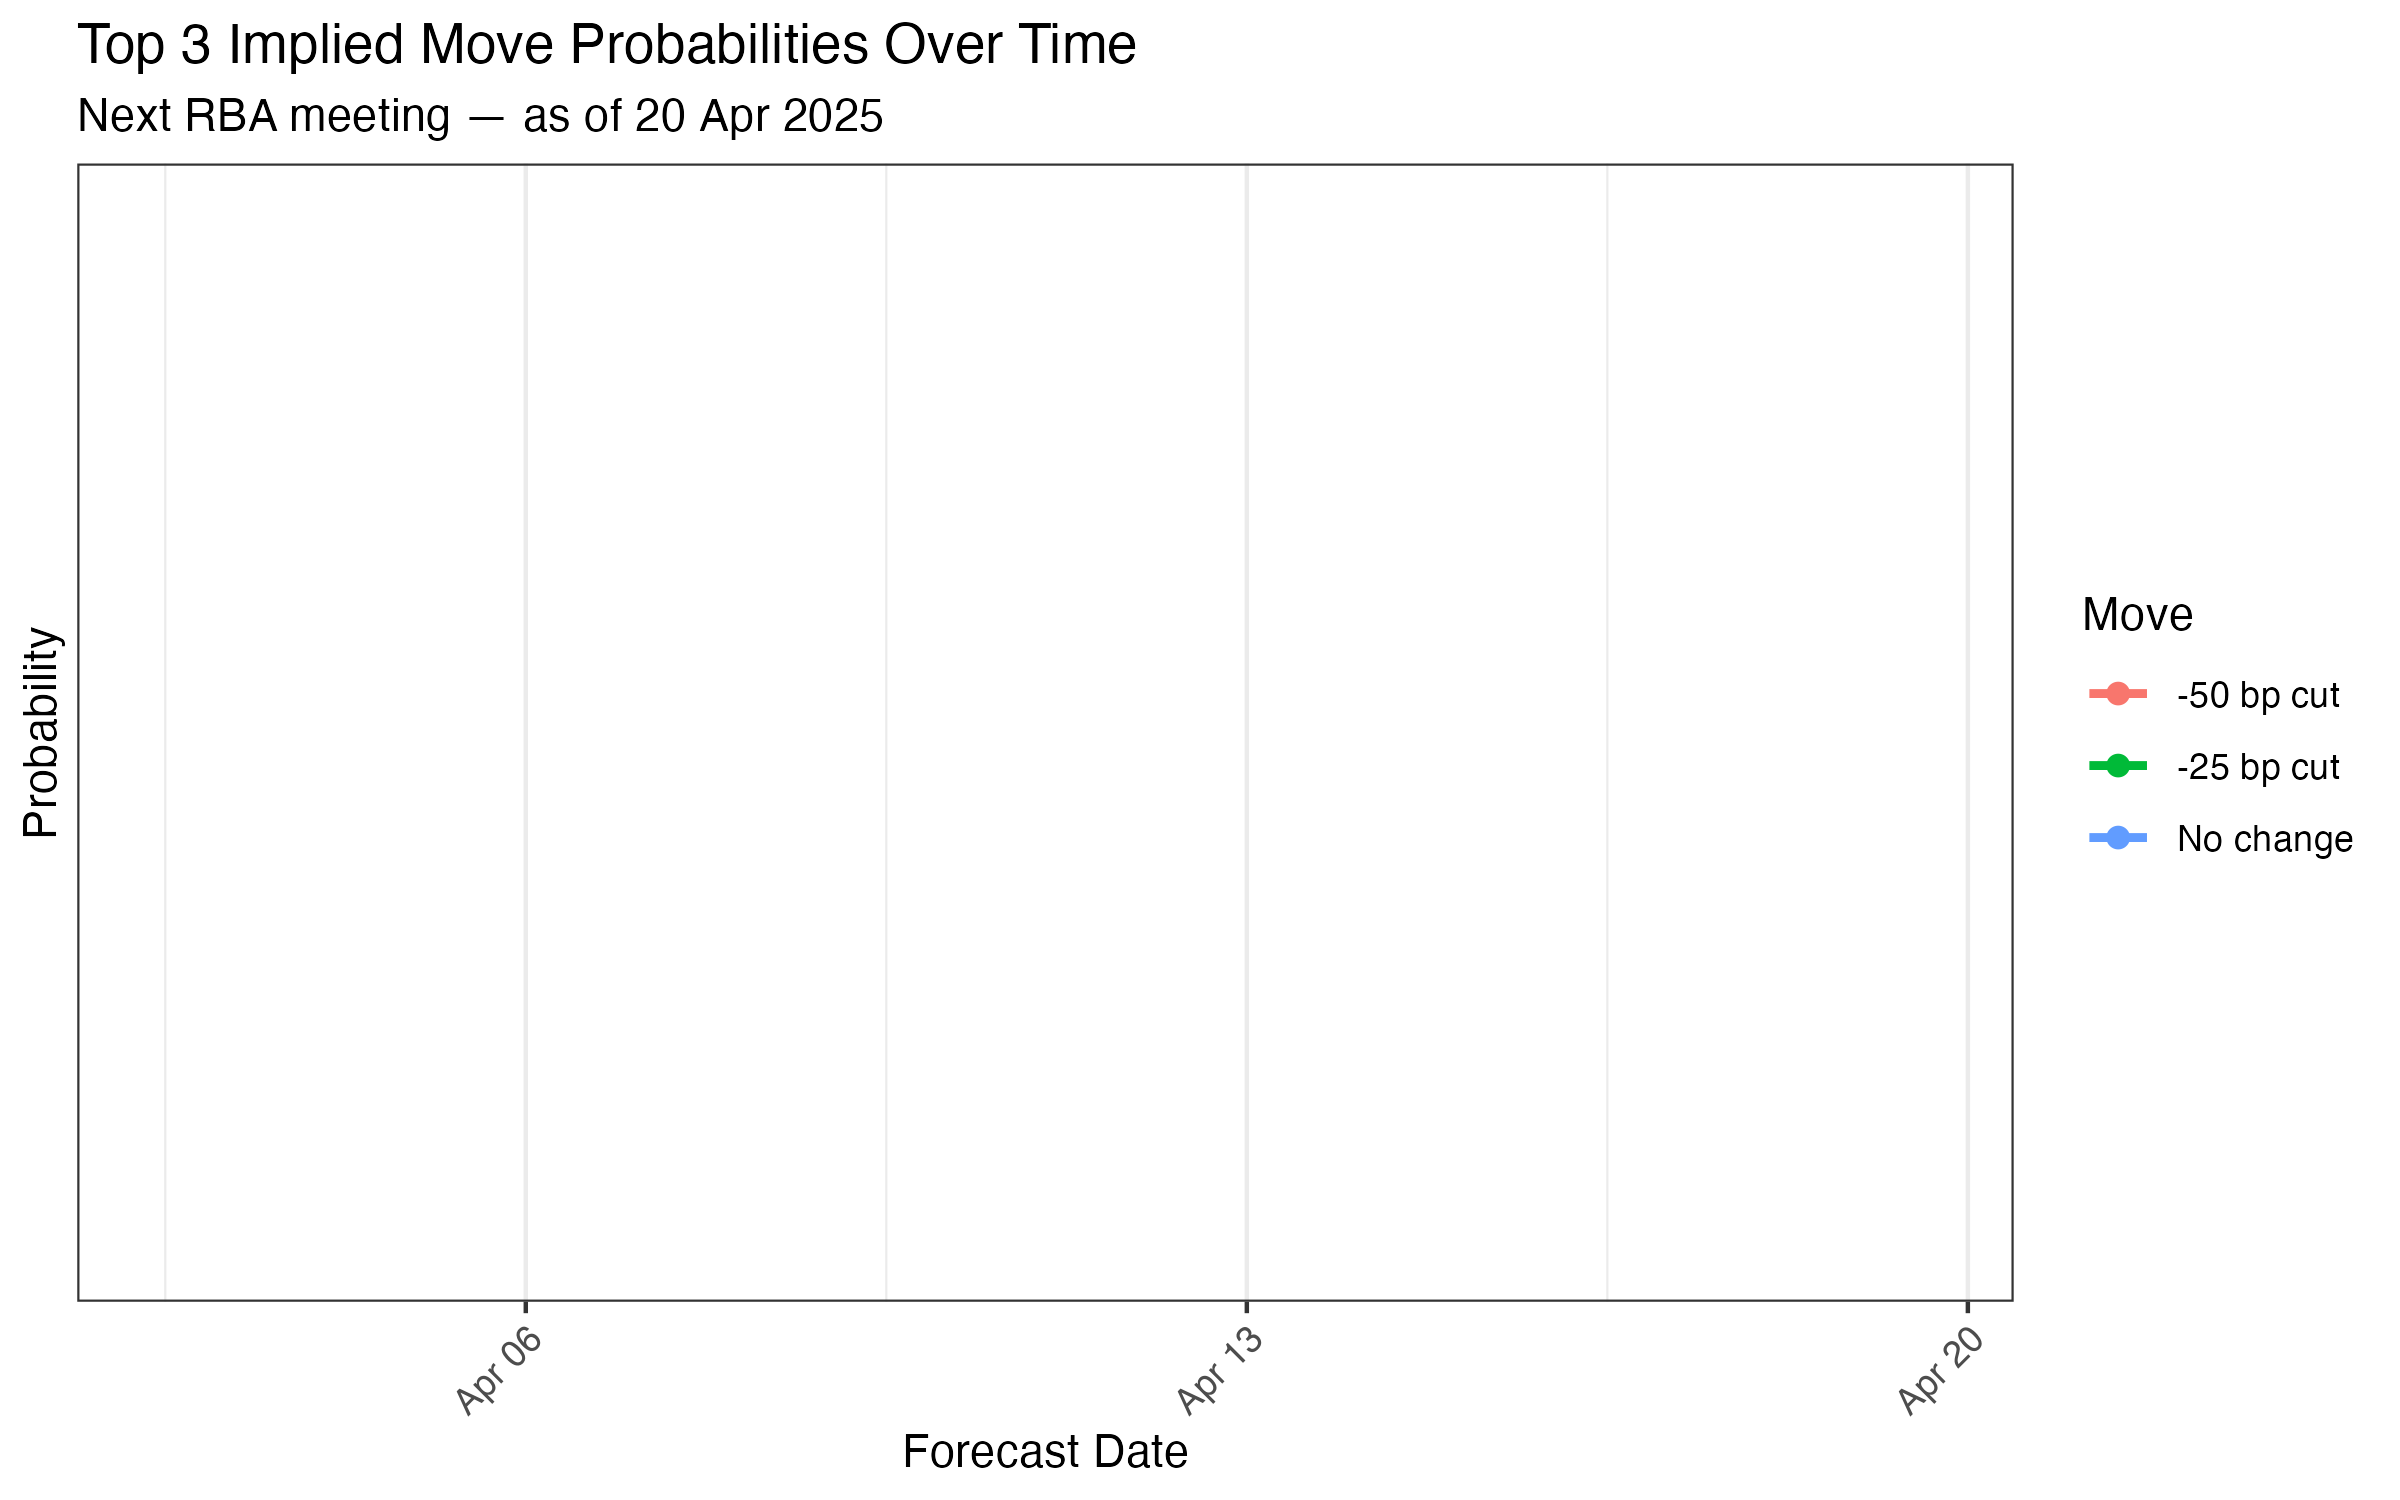 Top 3 Implied Move Probabilities Over Time
Next RBA meeting — as of 20 Apr 2025
Probability
Move
-50 bp cut
-25 bp cut
No change
Apr 06
Apr 13
Apr 20
Forecast Date